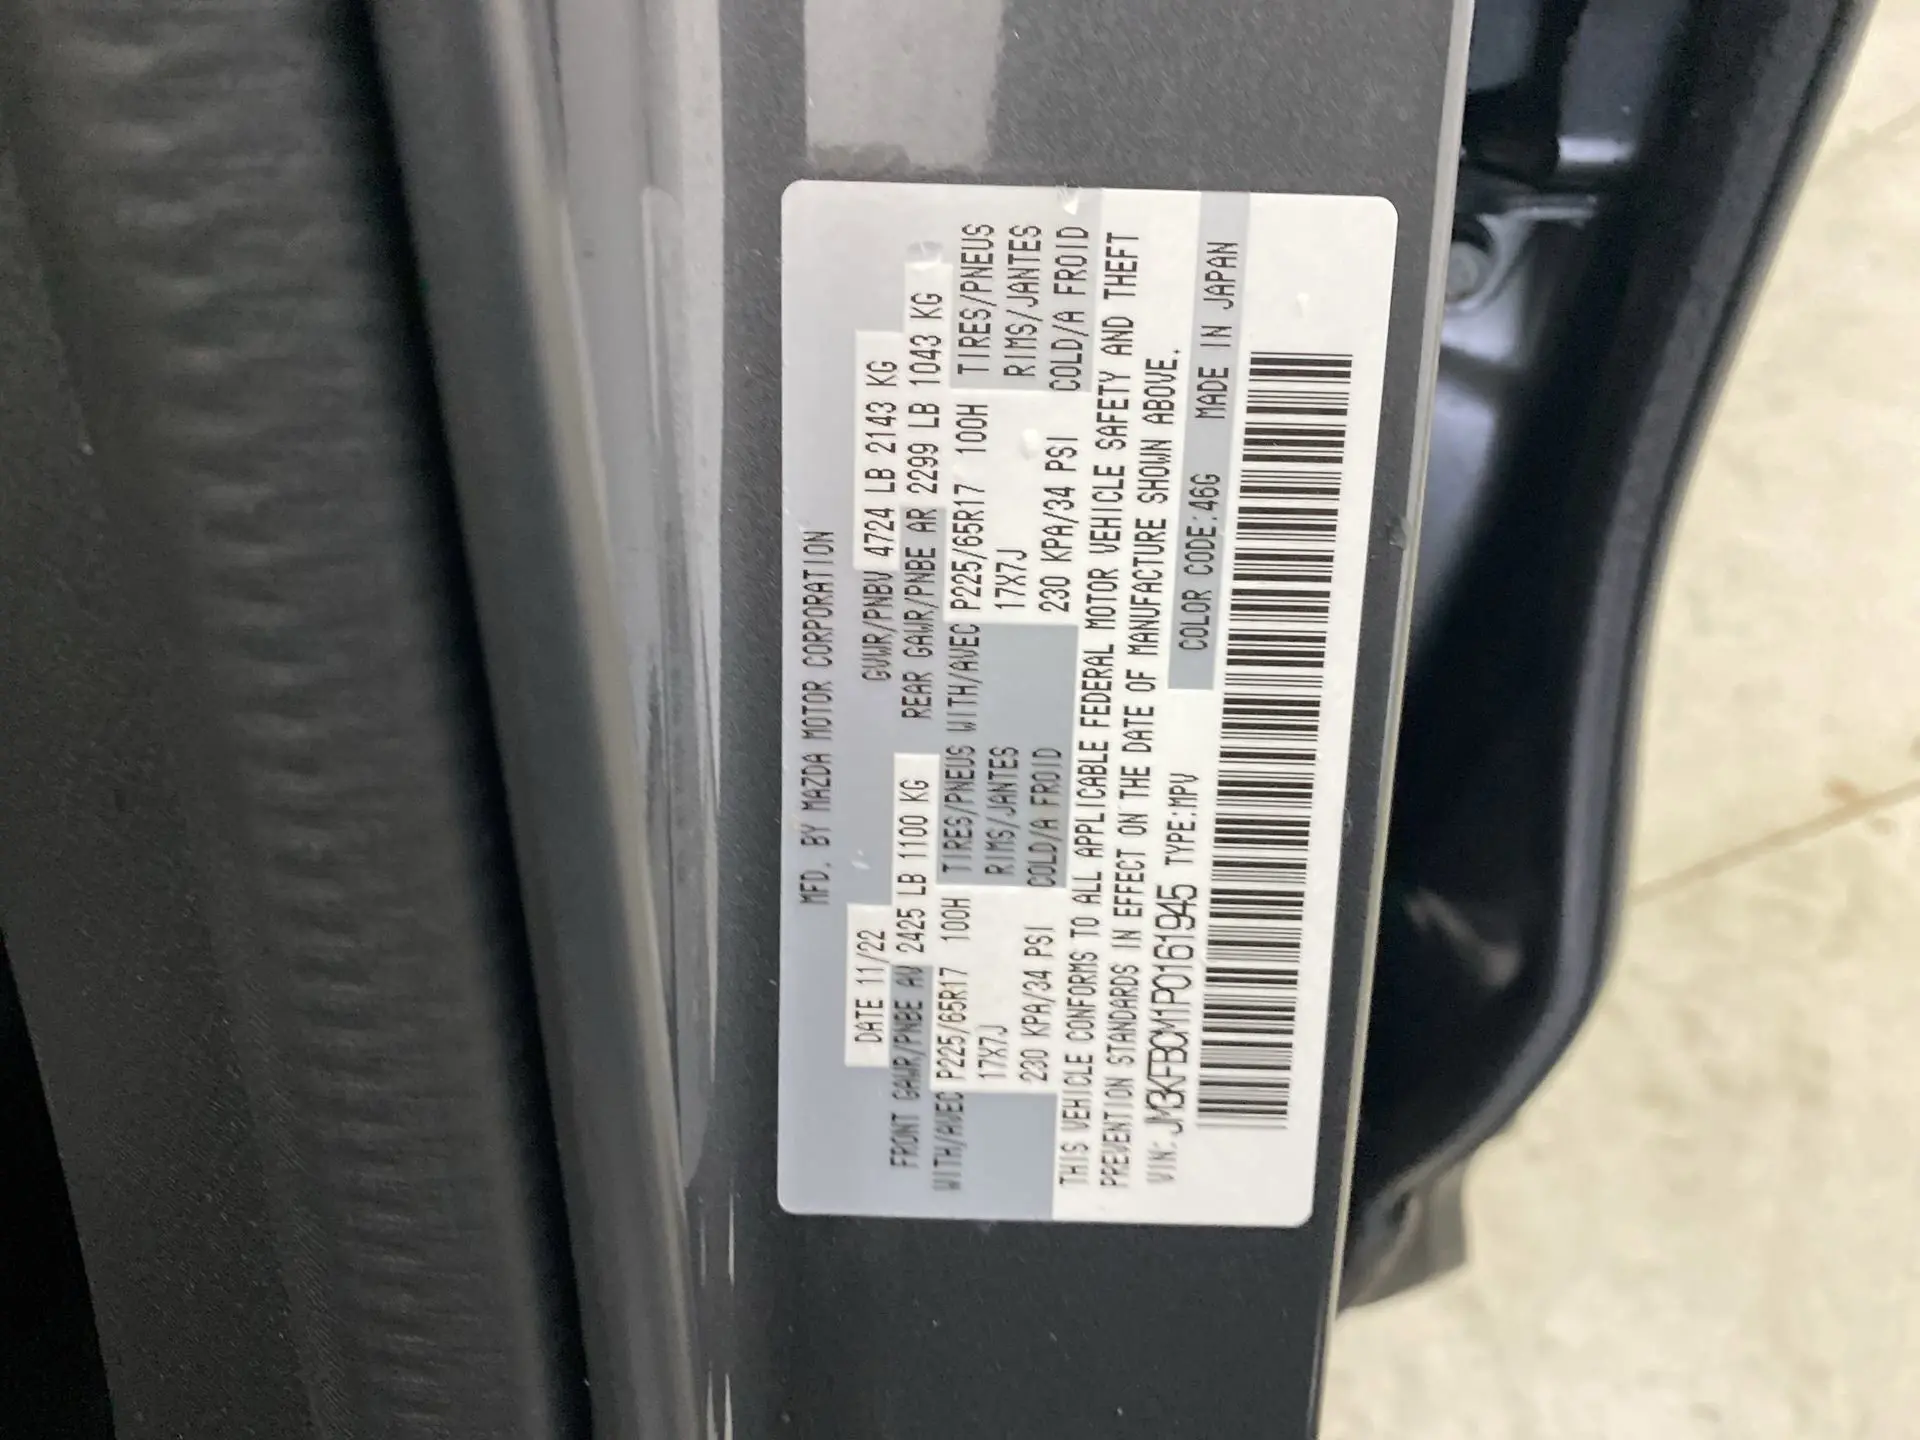 MFD. BY MAZDA MOTOR CORPORATION
DATE 11/22 GVWR/PNBV 4724 LB 2143 KG
FRONT GAWR/PNBE AV 2425 LB 1100 KG REAR GAWR/PNBE AR 2299 LB 1043 KG
WITH/AVEC P225/65R17 100H TIRES/PNEUS WITH/AVEC P225/65R17 100H TIRES/PNEUS
17X7J RIMS/JANTES 17X7J RIMS/JANTES
230 KPA/34 PSI COLD/A FROID 230 KPA/34 PSI COLD/A FROID
THIS VEHICLE CONFORMS TO ALL APPLICABLE FEDERAL MOTOR VEHICLE SAFETY AND THEFT
PREVENTION STANDARDS IN EFFECT ON THE DATE OF MANUFACTURE SHOWN ABOVE.
VIN: JM3KFBCM1P0161945 TYPE:MPV COLOR CODE:46G MADE IN JAPAN